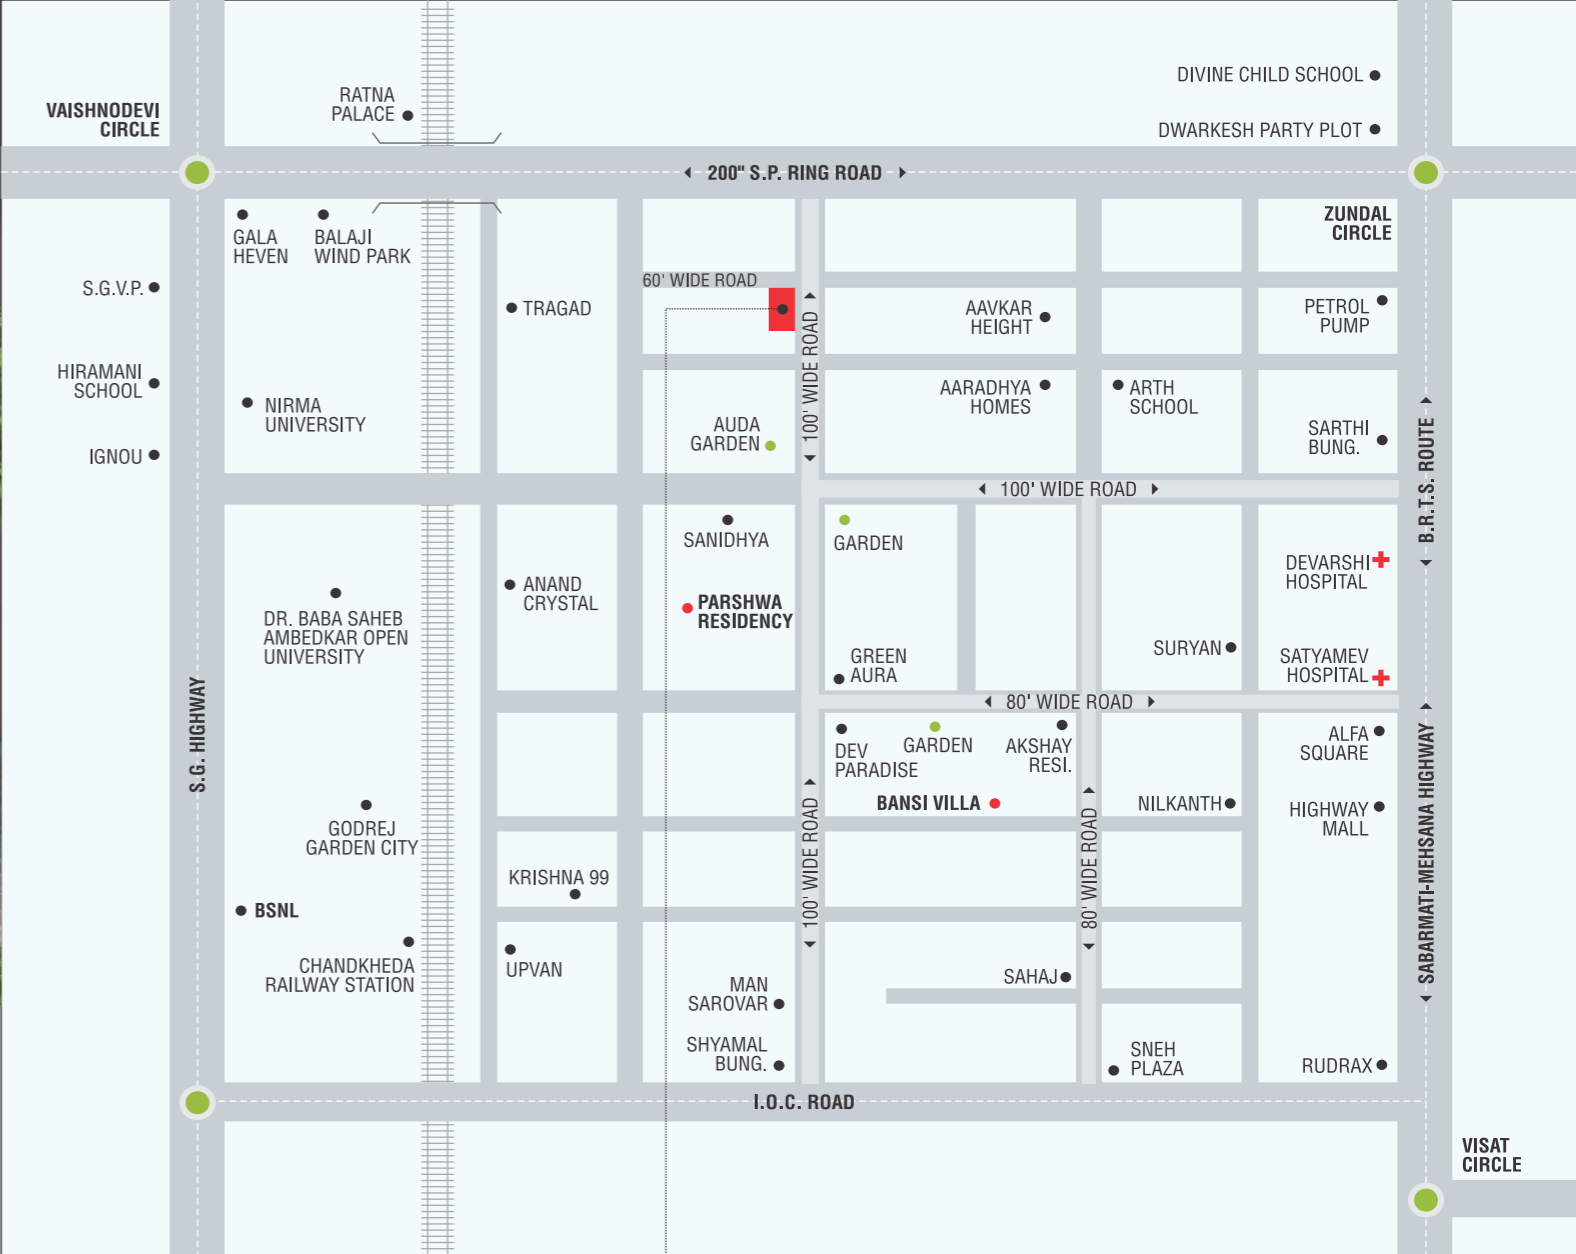 DIVINE CHILD SCHOOL
RATNA
PALACE
VAISHNODEVI
CIRCLE
DWARKESH PARTY PLOT
200" S.P. RING ROAD
ZUNDAL
CIRCLE
GALA
HEVEN
BALAJI
WIND PARK
S.G.V.P.
60' WIDE ROAD
TRAGAD
AAVKAR
HEIGHT
PETROL
PUMP
100' WIDE ROAD
HIRAMANI
SCHOOL
NIRMA
UNIVERSITY
AARADHYA
HOMES
ARTH
SCHOOL
AUDA
GARDEN
SARTHI
BUNG.
IGNOU
B.R.T.S. ROUTE
100' WIDE ROAD
SANIDHYA
GARDEN
DEVARSHI
HOSPITAL
ANAND
CRYSTAL
PARSHWA
RESIDENCY
DR. BABA SAHEB
AMBEDKAR OPEN
UNIVERSITY
GREEN
AURA
SURYAN
SATYAMEV
HOSPITAL
80' WIDE ROAD
S.G. HIGHWAY
DEV
PARADISE
GARDEN
AKSHAY
RESI.
ALFA
SQUARE
BANSI VILLA
NILKANTH
HIGHWAY
MALL
GODREJ
GARDEN CITY
100' WIDE ROAD
80' WIDE ROAD
SABARMATI-MEHSANA HIGHWAY
KRISHNA 99
BSNL
CHANDKHEDA
RAILWAY STATION
UPVAN
SAHAJ
MAN
SAROVAR
SHYAMAL
BUNG.
SNEH
PLAZA
RUDRAX
I.O.C. ROAD
VISAT
CIRCLE